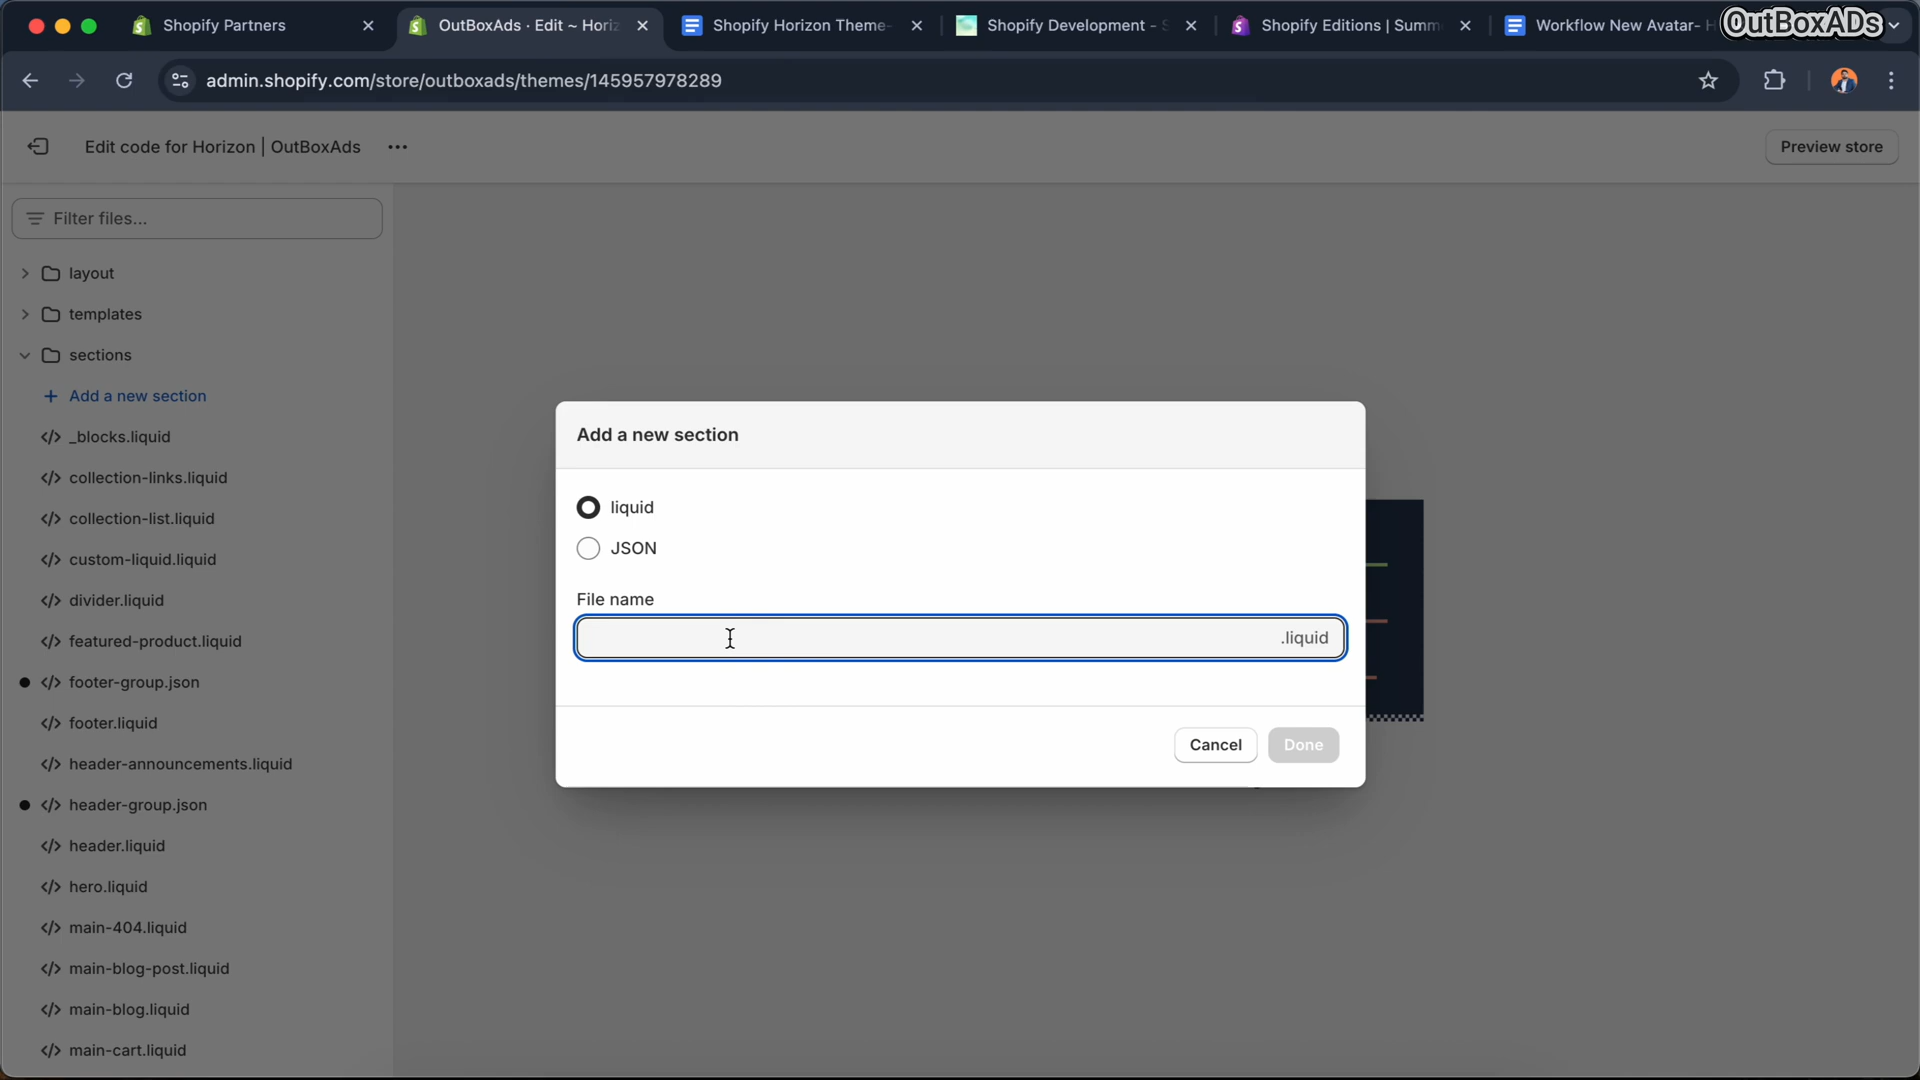 Shopify Partners
OutBoxAds · Edit ~ Horiz
Shopify Horizon Theme-
Shopify Development - S
Shopify Editions | Summ
Workflow New Avatar- H
OutBoxADs
admin.shopify.com/store/outboxads/themes/145957978289
Edit code for Horizon | OutBoxAds
Preview store
Filter files...
layout
templates
sections
Add a new section
_blocks.liquid
collection-links.liquid
collection-list.liquid
custom-liquid.liquid
divider.liquid
featured-product.liquid
footer-group.json
footer.liquid
header-announcements.liquid
header-group.json
header.liquid
hero.liquid
main-404.liquid
main-blog-post.liquid
main-blog.liquid
main-cart.liquid
Add a new section
liquid
JSON
File name
.liquid
Cancel
Done